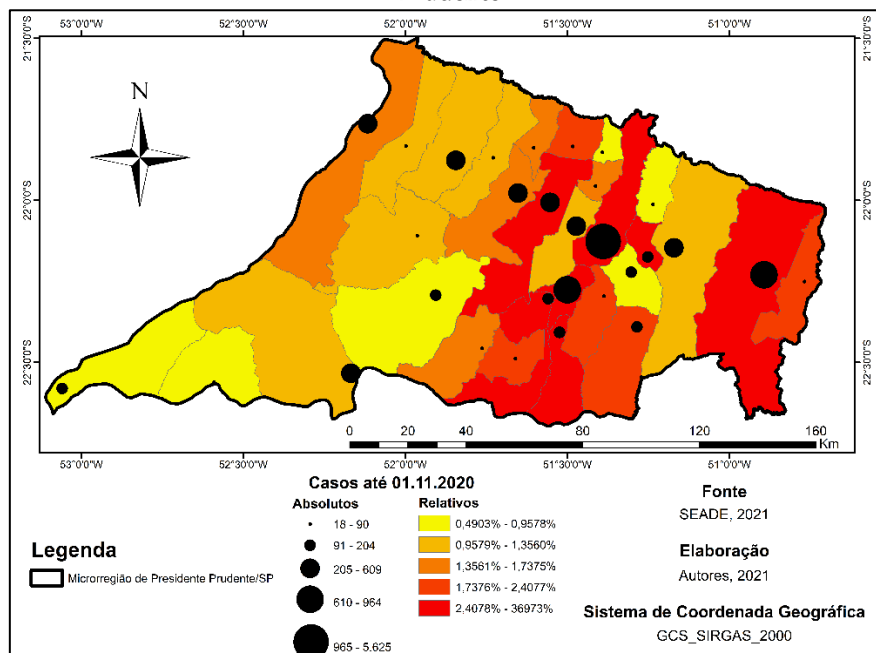 53°0'0"W
52°30'0"W
52°0'0"W
51°30'0"W
51°0'0"W
21°30'0"S
21°30'0"S
N
22°0'0"S
22°0'0"S
22°30'0"S
22°30'0"S
0 20 40 80 120 160
Km
53°0'0"W
52°30'0"W
52°0'0"W
51°30'0"W
51°0'0"W
Casos até 01.11.2020
Absolutos
18 - 90
91 - 204
205 - 609
610 - 964
965 - 5.625
Relativos
0,4903% - 0,9578%
0,9579% - 1,3560%
1,3561% - 1,7375%
1,7376% - 2,4077%
2,4078% - 36973%
Legenda
Microrregião de Presidente Prudente/SP
Fonte
SEADE, 2021
Elaboração
Autores, 2021
Sistema de Coordenada Geográfica
GCS_SIRGAS_2000